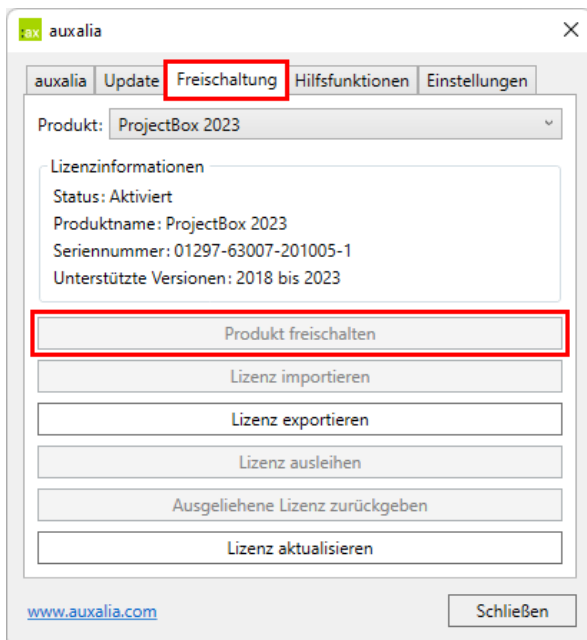 :ax auxalia
auxalia Update Freischaltung Hilfsfunktionen Einstellungen
Produkt: ProjectBox 2023
Lizenzinformationen
Status: Aktiviert
Produktname: ProjectBox 2023
Seriennummer: 01297-63007-201005-1
Unterstützte Versionen: 2018 bis 2023
Produkt freischalten
Lizenz importieren
Lizenz exportieren
Lizenz ausleihen
Ausgeliehene Lizenz zurückgeben
Lizenz aktualisieren
www.auxalia.com Schließen